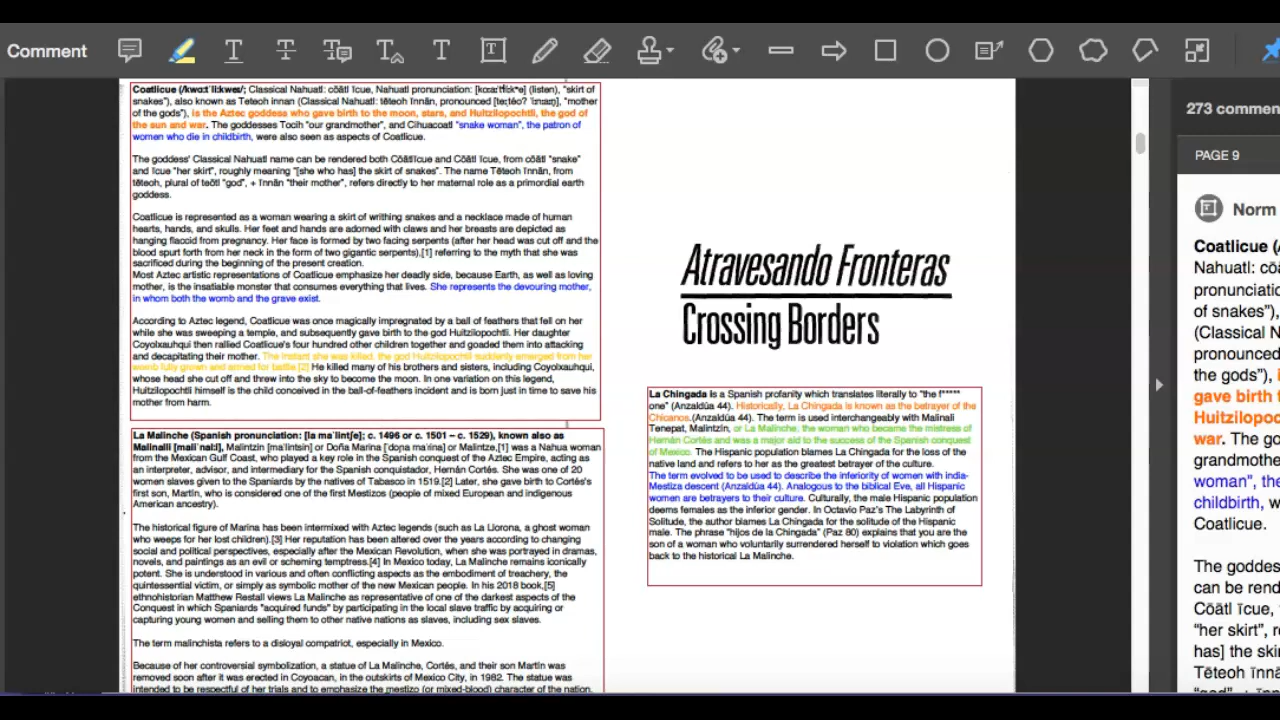 Comment
Coatlicue (/kwɑːtˈliːkweɪ/; Classical Nahuatl: cōātl īcue, Nahuatl pronunciation: (listen), “skirt of
snakes”), also known as Teteoh innan (Classical Nahuatl: tēteoh īnnān, pronounced “mother
of the gods”), is the Aztec goddess who gave birth to the moon, stars, and Huitzilopochtli, the god of
the sun and war. The goddesses Tocih “our grandmother”, and Cihuacoatl “snake woman”, the patron of
women who die in childbirth, were also seen as aspects of Coatlicue.
The goddess' Classical Nahuatl name can be rendered both Cōātlīcue and Cōātl īcue, from cōātl “snake”
and īcue “her skirt”, roughly meaning “[she who has] the skirt of snakes”. The name Tēteoh īnnān, from
tēteoh, plural of teōtl “god”, + īnnān “their mother”, refers directly to her maternal role as a primordial earth
goddess.
Coatlicue is represented as a woman wearing a skirt of writhing snakes and a necklace made of human
hearts, hands, and skulls. Her feet and hands are adorned with claws and her breasts are depicted as
hanging flaccid from pregnancy. Her face is formed by two facing serpents (after her head was cut off and the
blood spurt forth from her neck in the form of two gigantic serpents),[1] referring to the myth that she was
sacrificed during the beginning of the present creation.
Most Aztec artistic representations of Coatlicue emphasize her deadly side, because Earth, as well as loving
mother, is the insatiable monster that consumes everything that lives. She represents the devouring mother,
in whom both the womb and the grave exist.
According to Aztec legend, Coatlicue was once magically impregnated by a ball of feathers that fell on her
while she was sweeping a temple, and subsequently gave birth to the god Huitzilopochtli. Her daughter
Coyolxauhqui then rallied Coatlicue's four hundred other children together and goaded them into attacking
and decapitating their mother. The instant she was killed, the god Huitzilopochtli suddenly emerged from her
womb fully grown and armed for battle.[2] He killed many of his brothers and sisters, including Coyolxauhqui,
whose head she cut off and threw into the sky to become the moon. In one variation on this legend,
Huitzilopochtli himself is the child conceived in the ball-of-feathers incident and is born just in time to save his
mother from harm.
La Malinche (Spanish pronunciation: [la maˈlintʃe]; c. 1496 or c. 1501 – c. 1529), known also as
Malinalli [maliˈnalːi], Malintzin [maˈlintsin] or Doña Marina [ˈdoɲa maˈɾina] or Malintze,[1] was a Nahua woman
from the Mexican Gulf Coast, who played a key role in the Spanish conquest of the Aztec Empire, acting as
an interpreter, advisor, and intermediary for the Spanish conquistador, Hernán Cortés. She was one of 20
women slaves given to the Spaniards by the natives of Tabasco in 1519.[2] Later, she gave birth to Cortés's
first son, Martín, who is considered one of the first Mestizos (people of mixed European and indigenous
American ancestry).
The historical figure of Marina has been intermixed with Aztec legends (such as La Llorona, a ghost woman
who weeps for her lost children).[3] Her reputation has been altered over the years according to changing
social and political perspectives, especially after the Mexican Revolution, when she was portrayed in dramas,
novels, and paintings as an evil or scheming temptress.[4] In Mexico today, La Malinche remains iconically
potent. She is understood in various and often conflicting aspects as the embodiment of treachery, the
quintessential victim, or simply as symbolic mother of the new Mexican people. In his 2018 book,[5]
ethnohistorian Matthew Restall views La Malinche as representative of one of the darkest aspects of the
Conquest in which Spaniards "acquired funds" by participating in the local slave traffic by acquiring or
capturing young women and selling them to other native nations as slaves, including sex slaves.
The term malinchista refers to a disloyal compatriot, especially in Mexico.
Because of her controversial symbolization, a statue of La Malinche, Cortés, and their son Martín was
removed soon after it was erected in Coyoacan, in the outskirts of Mexico City, in 1982. The statue was
intended to be respectful of her trials and to emphasize the mestizo (or mixed-blood) character of the nation.
Atravesando Fronteras
Crossing Borders
La Chingada is a Spanish profanity which translates literally to “the f*****
one” (Anzaldúa 44). Historically, La Chingada is known as the betrayer of the
Chicanos.(Anzaldúa 44). The term is used interchangeably with Malinali
Tenepat, Malintzin, or La Malinche, the woman who became the mistress of
Hernán Cortés and was a major aid to the success of the Spanish conquest
of Mexico. The Hispanic population blames La Chingada for the loss of the
native land and refers to her as the greatest betrayer of the culture.
The term evolved to be used to describe the inferiority of women with india-
Mestiza descent (Anzaldúa 44). Analogous to the biblical Eve, all Hispanic
women are betrayers to their culture. Culturally, the male Hispanic population
deems females as the inferior gender. In Octavio Paz's The Labyrinth of
Solitude, the author blames La Chingada for the solitude of the Hispanic
male. The phrase “hijos de la Chingada” (Paz 80) explains that you are the
son of a woman who voluntarily surrendered herself to violation which goes
back to the historical La Malinche.
273 commen
PAGE 9
Norm
Coatlicue (/
Nahuatl: cōā
pronunciation
of snakes”),
(Classical N
pronounced
the gods”), i
gave birth t
Huitzilopoc
war. The go
grandmothe
woman”, the
childbirth, w
Coatlicue.
The goddes
can be rende
Cōātl īcue,
“her skirt”, r
has] the skir
Tēteoh īnnā